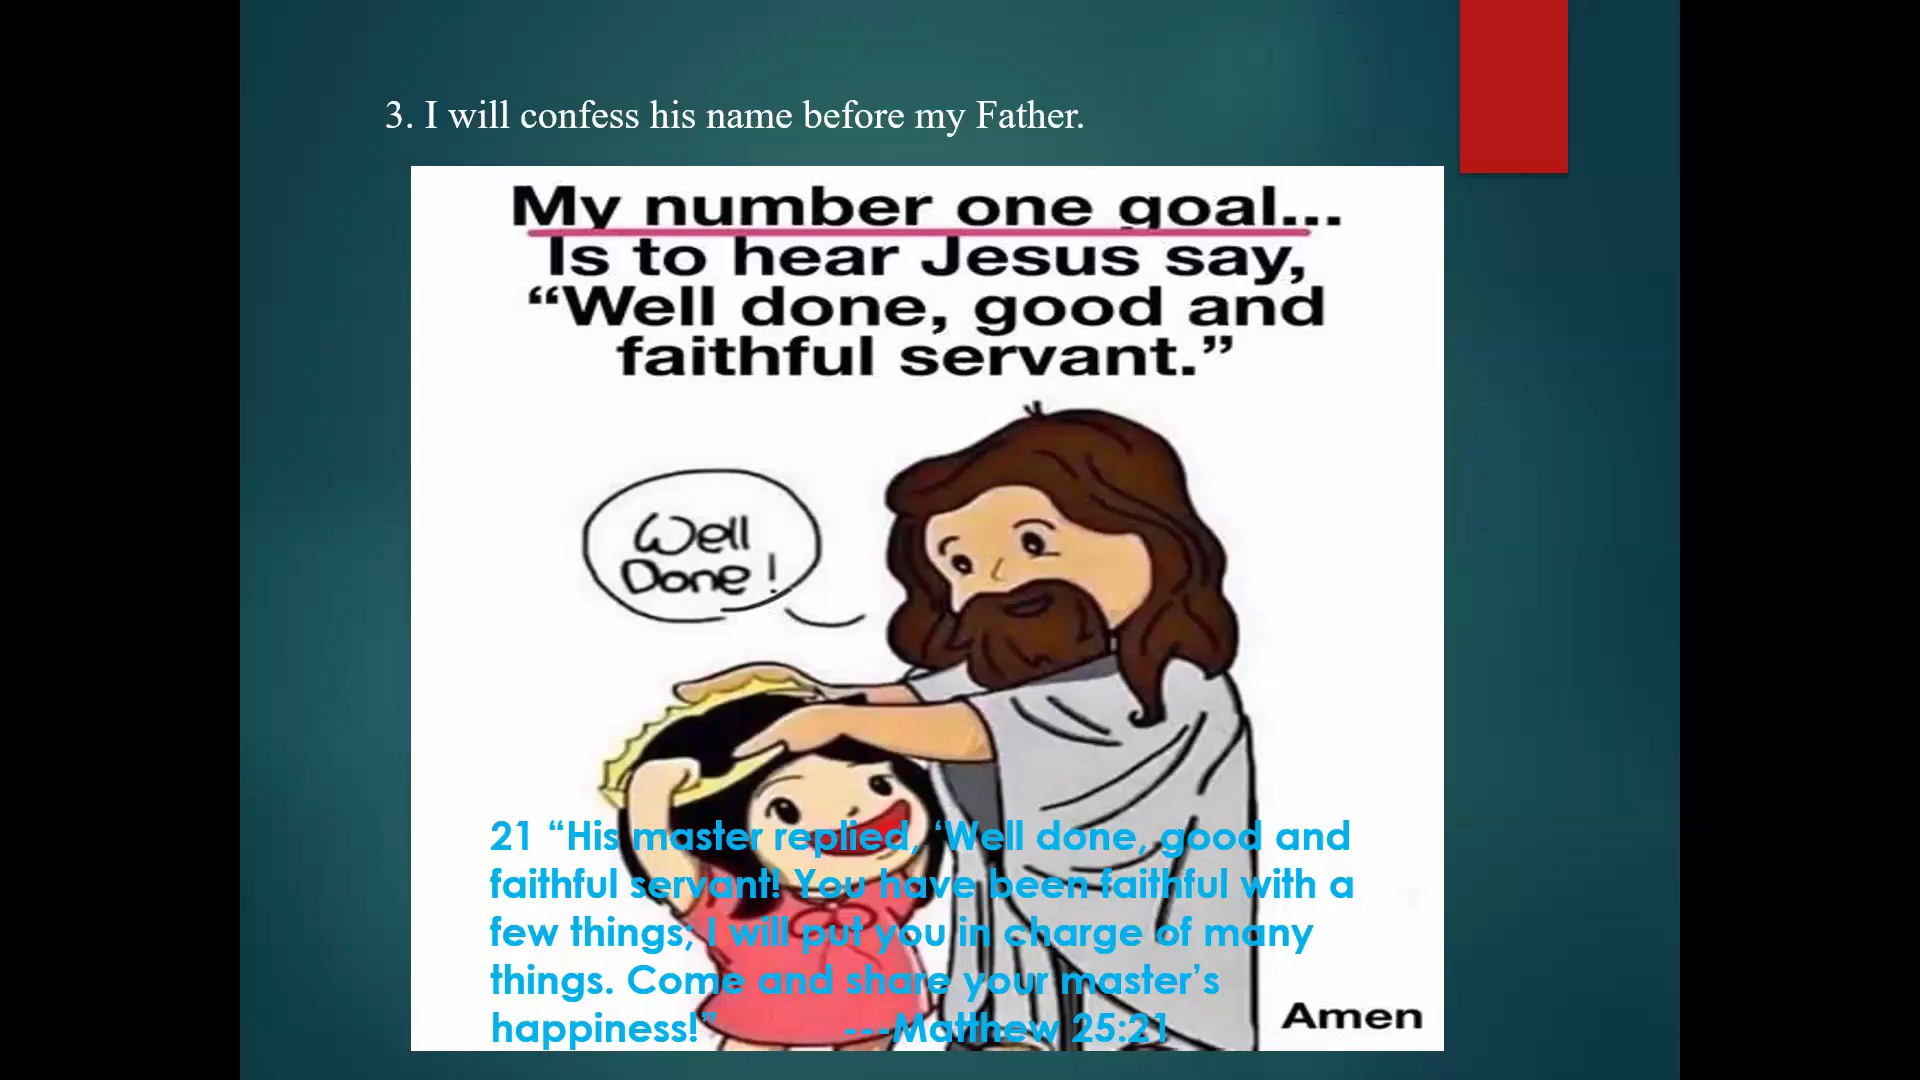 3. I will confess his name before my Father.
My number one goal...
Is to hear Jesus say,
“Well done, good and
faithful servant.”
Well
Done!
21 “His master replied, ‘Well done, good and
faithful servant! You have been faithful with a
few things; I will put you in charge of many
things. Come and share your master’s
happiness!” ---Matthew 25:21
Amen